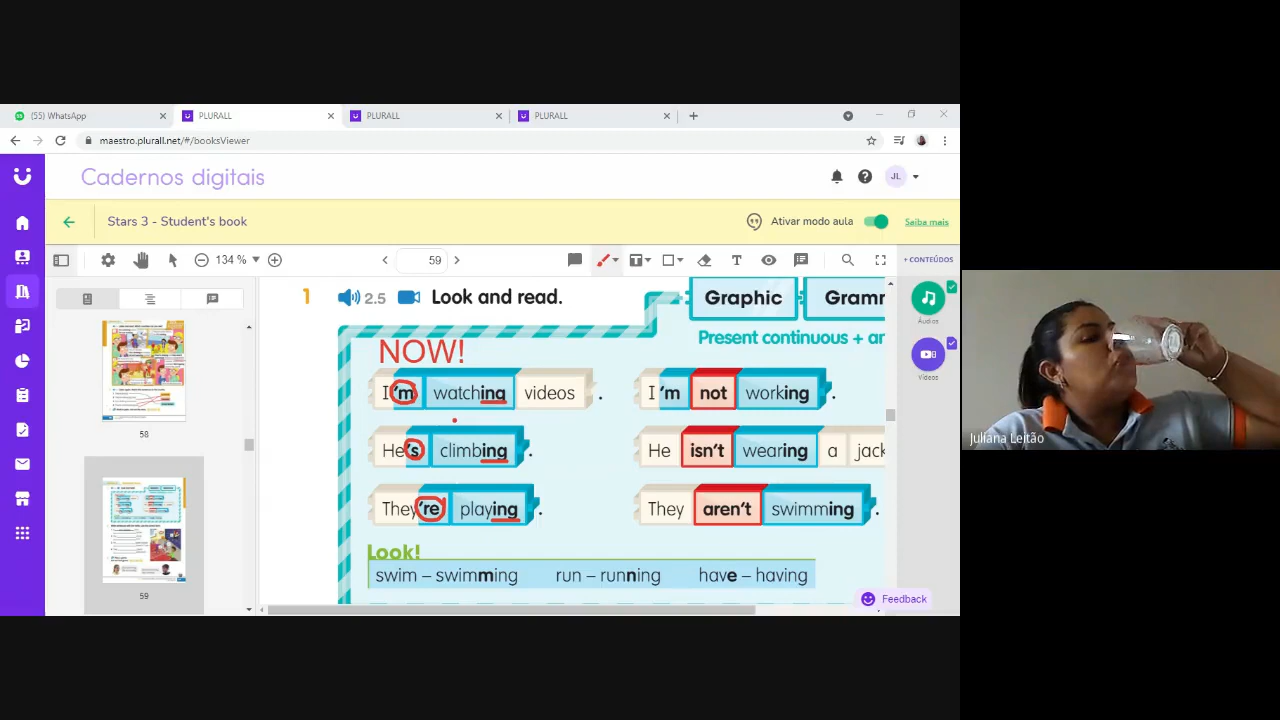 (55) WhatsApp
PLURALL
PLURALL
PLURALL
maestro.plurall.net/#/booksViewer
Cadernos digitais
JL
Stars 3 - Student's book
Ativar modo aula
Saiba mais
134 %
59
+ CONTEÚDOS
1 2.5 Look and read.
Graphic
Present continuous + ar
NOW!
I 'm watching videos .
I 'm not working .
He 's climbing .
He isn't wearing a jack
They 're playing .
They aren't swimming .
Look!
swim – swimming run – running have – having
58
59
Áudios
Vídeos
Feedback
Juliana Leitão